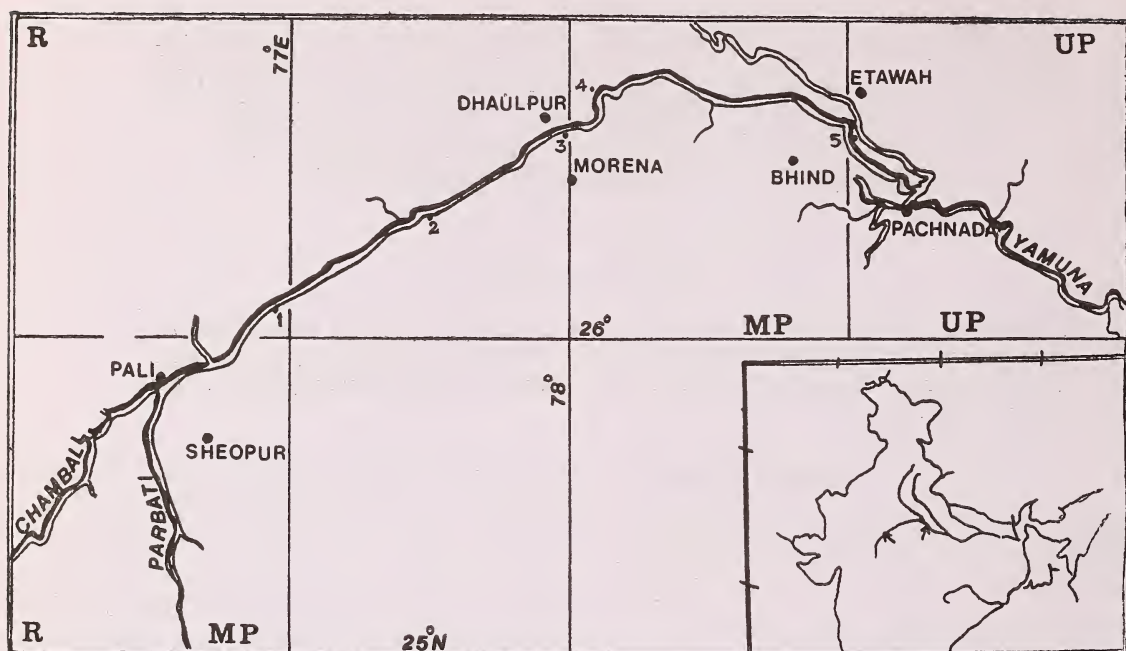 R
77°E
UP
ETAWAH
4
DHAULPUR
3
5
MORENA
BHIND
2
PACHNADA
YAMUNA
1
26°
MP
UP
PALI
78°
SHEOPUR
CHAMBAL
PARBATI
R
MP
25°N